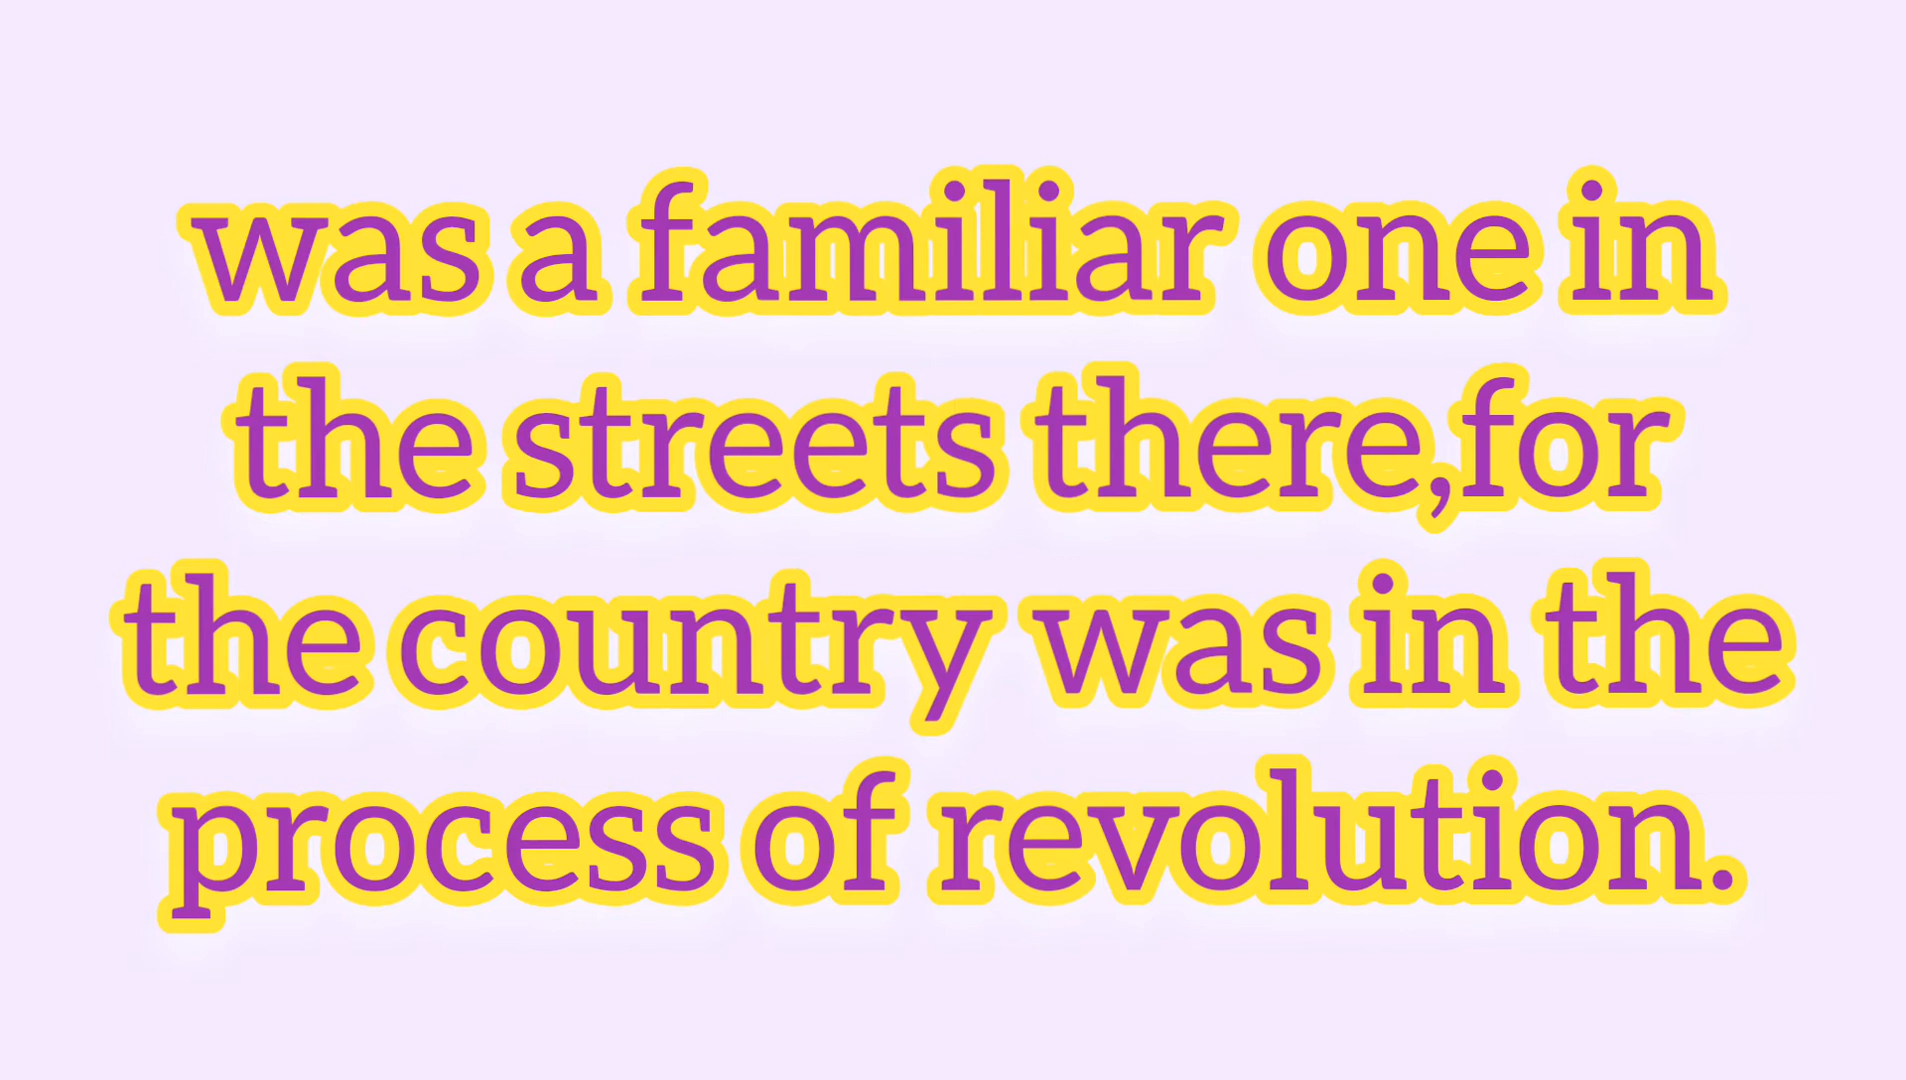 was a familiar one in
the streets there,for
the country was in the
process of revolution.